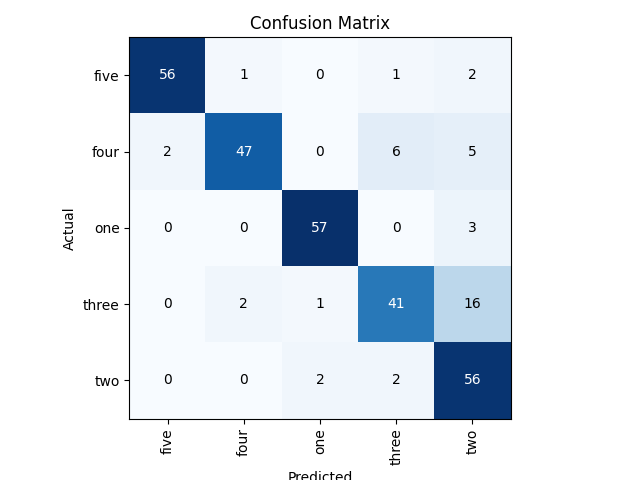 Confusion Matrix
Actual
five 56 1 0 1 2
four 2 47 0 6 5
one 0 0 57 0 3
three 0 2 1 41 16
two 0 0 2 2 56
five four one three two
Predicted